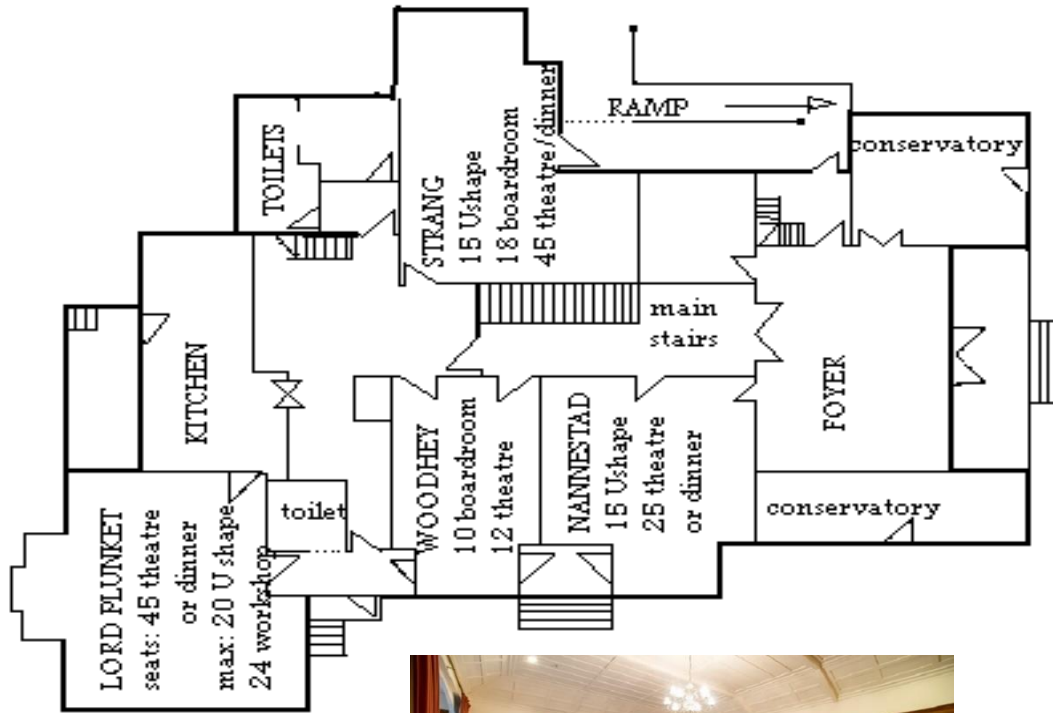 RAMP
conservatory
TOILETS
STRANG
15 Ushape
18 boardroom
45 theatre/dinner
main
stairs
KITCHEN
FOYER
WOODHEY
10 boardroom
12 theatre
NANNESTAD
15 Ushape
25 theatre
or dinner
toilet
conservatory
LORD PLUNKET
seats: 45 theatre
or dinner
max: 20 U shape
24 workshop